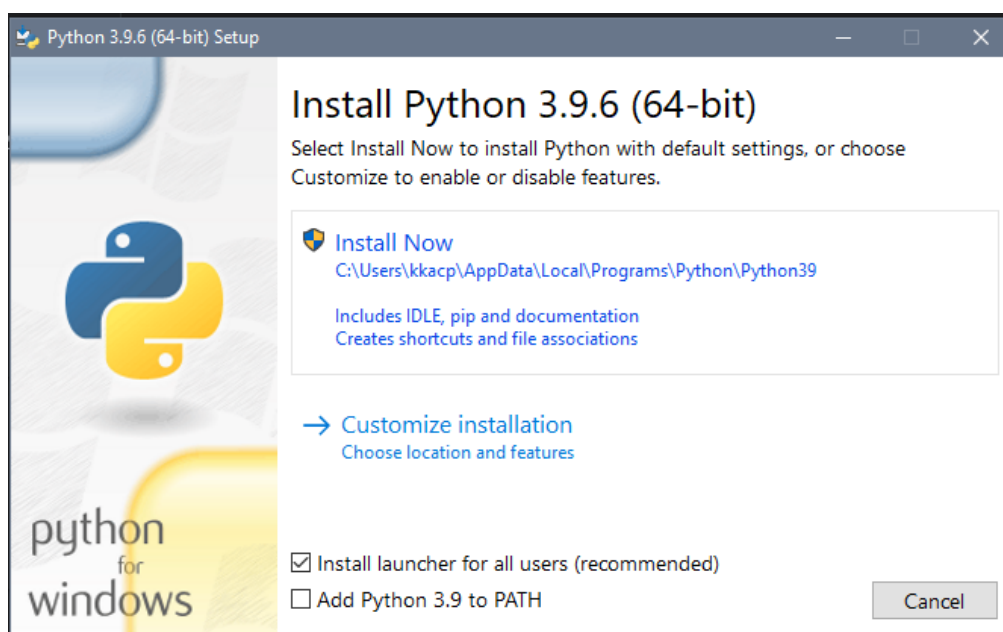 Python 3.9.6 (64-bit) Setup
Install Python 3.9.6 (64-bit)
Select Install Now to install Python with default settings, or choose
Customize to enable or disable features.
Install Now
C:\Users\kkacp\AppData\Local\Programs\Python\Python39
Includes IDLE, pip and documentation
Creates shortcuts and file associations
Customize installation
Choose location and features
python
for
windows
Install launcher for all users (recommended)
Add Python 3.9 to PATH
Cancel